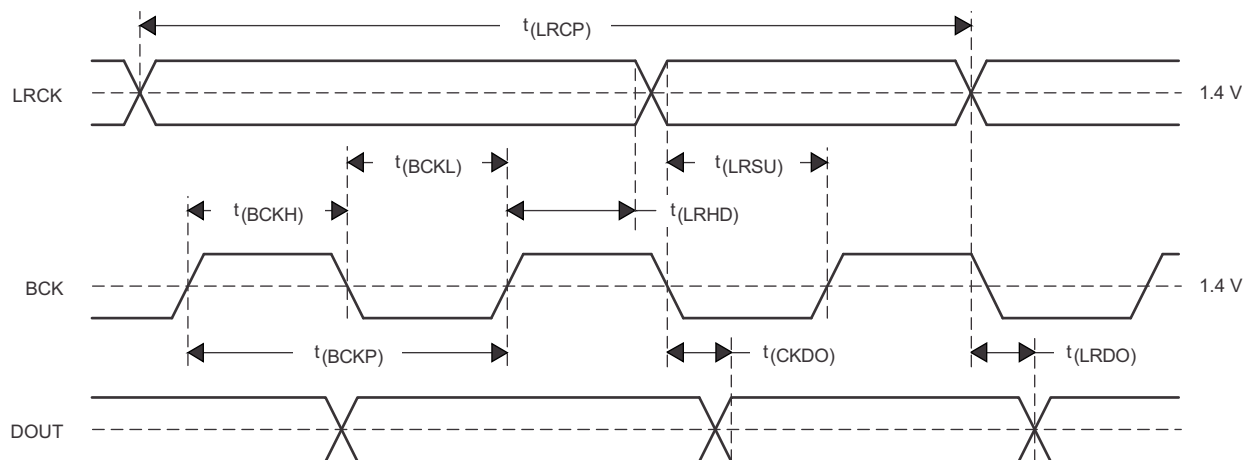 t(LRCP)
LRCK
1.4 V
t(BCKL)
t(LRSU)
t(BCKH)
t(LRHD)
BCK
1.4 V
t(BCKP)
t(CKDO)
t(LRDO)
DOUT